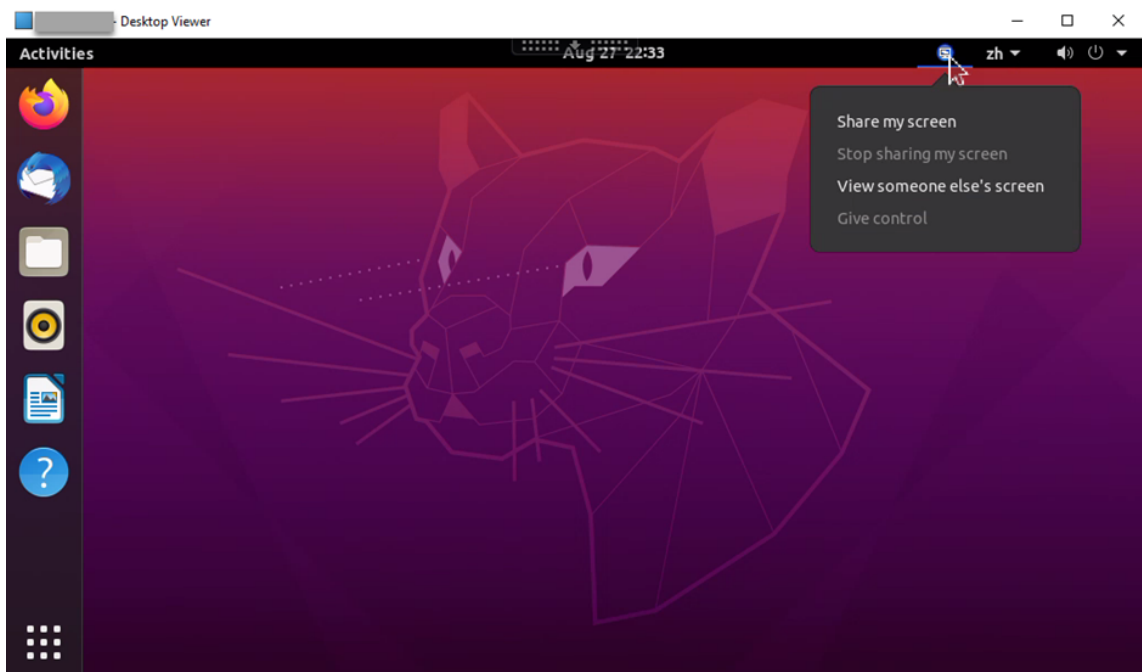 - Desktop Viewer
Activities
Aug 27 22:33
zh
Share my screen
Stop sharing my screen
View someone else's screen
Give control
?